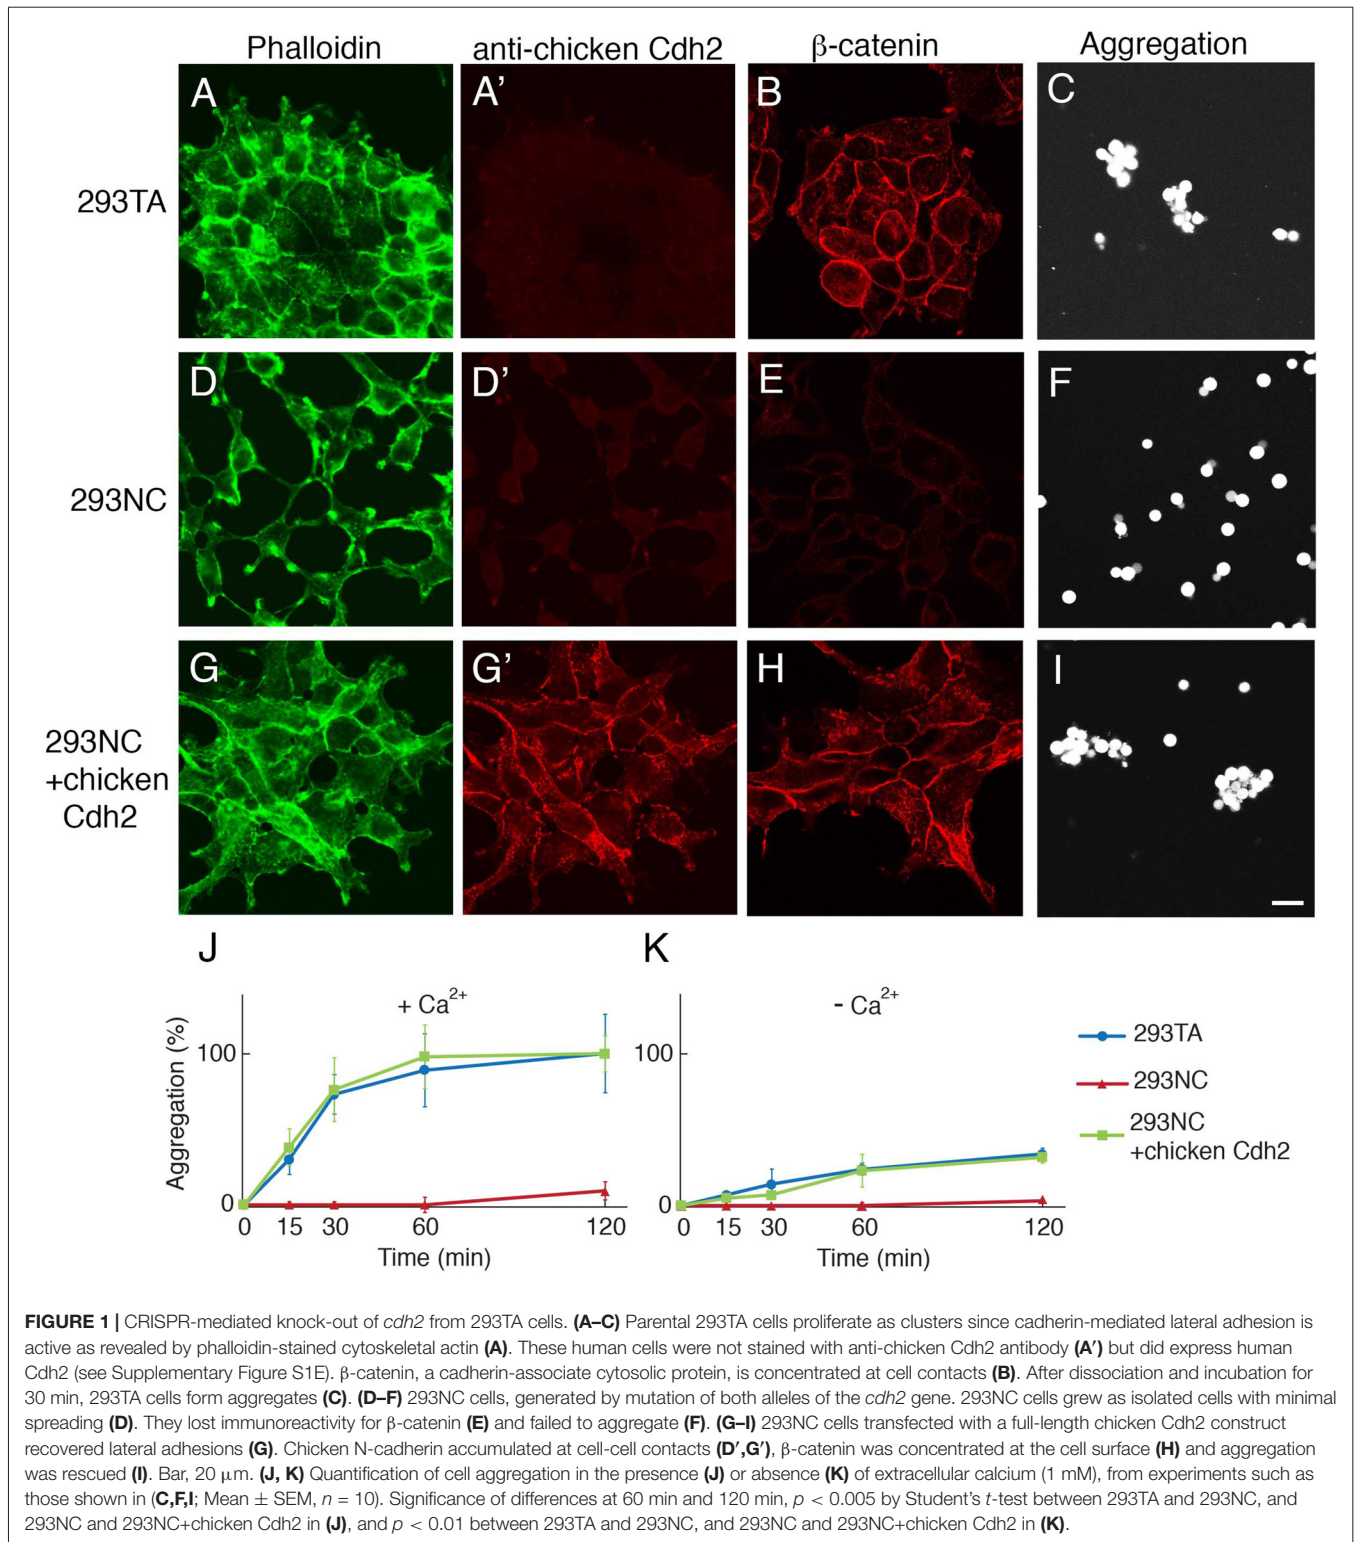 Phalloidin anti-chicken Cdh2 β-catenin Aggregation
A A’ B C
293TA
D D’ E F
293NC
G G’ H I
293NC
+chicken
Cdh2
J K
+ Ca2+ - Ca2+
Aggregation (%)
100 100
0 0
0 15 30 60 120 0 15 30 60 120
Time (min) Time (min)
293TA
293NC
293NC
+chicken Cdh2
FIGURE 1 | CRISPR-mediated knock-out of cdh2 from 293TA cells. (A–C) Parental 293TA cells proliferate as clusters since cadherin-mediated lateral adhesion is
active as revealed by phalloidin-stained cytoskeletal actin (A). These human cells were not stained with anti-chicken Cdh2 antibody (A′) but did express human
Cdh2 (see Supplementary Figure S1E). β-catenin, a cadherin-associate cytosolic protein, is concentrated at cell contacts (B). After dissociation and incubation for
30 min, 293TA cells form aggregates (C). (D–F) 293NC cells, generated by mutation of both alleles of the cdh2 gene. 293NC cells grew as isolated cells with minimal
spreading (D). They lost immunoreactivity for β-catenin (E) and failed to aggregate (F). (G–I) 293NC cells transfected with a full-length chicken Cdh2 construct
recovered lateral adhesions (G). Chicken N-cadherin accumulated at cell-cell contacts (D′,G′), β-catenin was concentrated at the cell surface (H) and aggregation
was rescued (I). Bar, 20 μm. (J, K) Quantification of cell aggregation in the presence (J) or absence (K) of extracellular calcium (1 mM), from experiments such as
those shown in (C,F,I; Mean ± SEM, n = 10). Significance of differences at 60 min and 120 min, p < 0.005 by Student’s t-test between 293TA and 293NC, and
293NC and 293NC+chicken Cdh2 in (J), and p < 0.01 between 293TA and 293NC, and 293NC and 293NC+chicken Cdh2 in (K).